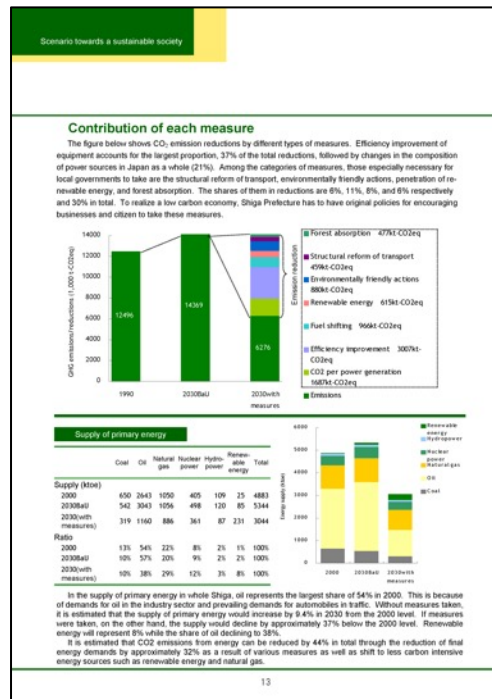 Scenario towards a sustainable society
Contribution of each measure
The figure below shows CO2 emission reductions by different types of measures. Efficiency improvement of
equipment accounts for the largest proportion, 37% of the total reductions, followed by changes in the composition
of power sources in Japan as a whole (21%). Among the categories of measures, those especially necessary for
local governments to take are the structural reform of transport, environmentally friendly actions, penetration of re-
newable energy, and forest absorption. The shares of them in reductions are 6%, 11%, 8%, and 6% respectively
and 30% in total. To realize a low carbon economy, Shiga Prefecture has to have original policies for encouraging
businesses and citizen to take these measures.
GHG emissions/reductions (1,000 t-CO2eq)
14000
12000
10000
8000
6000
4000
2000
0
12496
14369
6276
1990
2030BaU
2030with
measures
Emission reduction
Forest absorption 477kt-CO2eq
Structural reform of transport
459kt-CO2eq
Environmentally friendly actions
880kt-CO2eq
Renewable energy 615kt-CO2eq
Fuel shifting 966kt-CO2eq
Efficiency improvement 3007kt-
CO2eq
CO2 per power generation
1687kt-CO2eq
Emissions
Supply of primary energy
Coal Oil Natural gas Nuclear power Hydro-power Renew-able energy Total
Supply (ktoe)
2000 650 2643 1050 405 109 25 4883
2030BaU 542 3043 1056 498 120 85 5344
2030(with measures) 319 1160 886 361 87 231 3044
Ratio
2000 13% 54% 22% 8% 2% 1% 100%
2030BaU 10% 57% 20% 9% 2% 2% 100%
2030(with measures) 10% 38% 29% 12% 3% 8% 100%
Energy supply (ktoe)
6000
5000
4000
3000
2000
1000
0
2000
2030BaU
2030with
measures
Renewable
energy
Hydropower
Nuclear
power
Natural gas
Oil
Coal
In the supply of primary energy in whole Shiga, oil represents the largest share of 54% in 2000. This is because
of demands for oil in the industry sector and prevailing demands for automobiles in traffic. Without measures taken,
it is estimated that the supply of primary energy would increase by 9.4% in 2030 from the 2000 level. If measures
were taken, on the other hand, the supply would decline by approximately 37% below the 2000 level. Renewable
energy will represent 8% while the share of oil declining to 38%.
It is estimated that CO2 emissions from energy can be reduced by 44% in total through the reduction of final
energy demands by approximately 32% as a result of various measures as well as shift to less carbon intensive
energy sources such as renewable energy and natural gas.
13